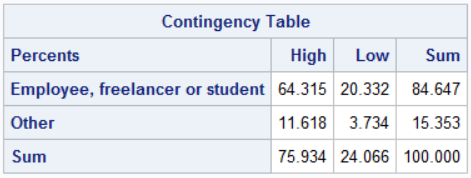 Contingency Table
Percents High Low Sum
Employee, freelancer or student 64.315 20.332 84.647
Other 11.618 3.734 15.353
Sum 75.934 24.066 100.000